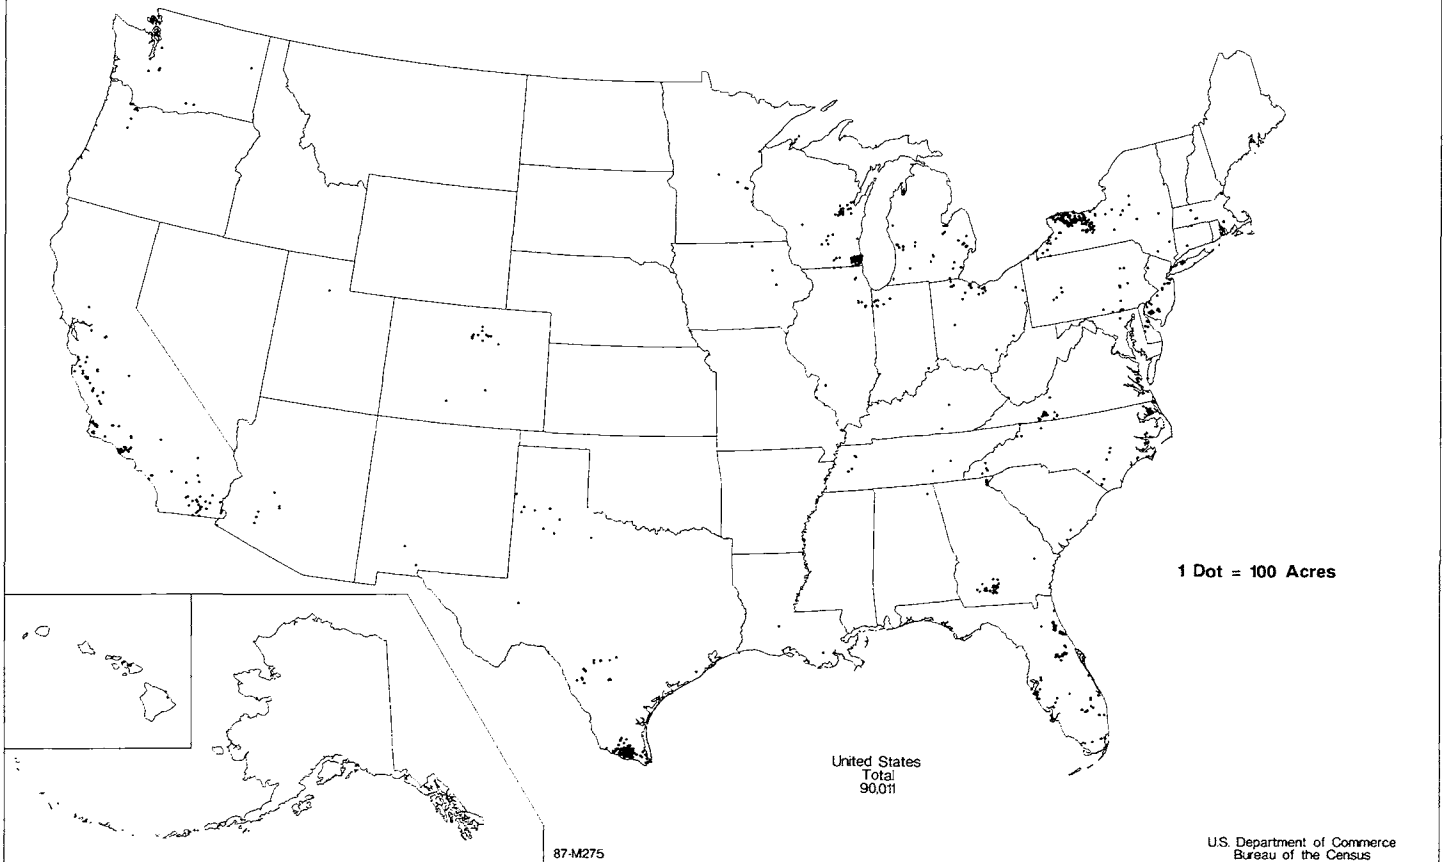 1 Dot = 100 Acres
United States
Total
90,011
87-M275
U.S. Department of Commerce
Bureau of the Census